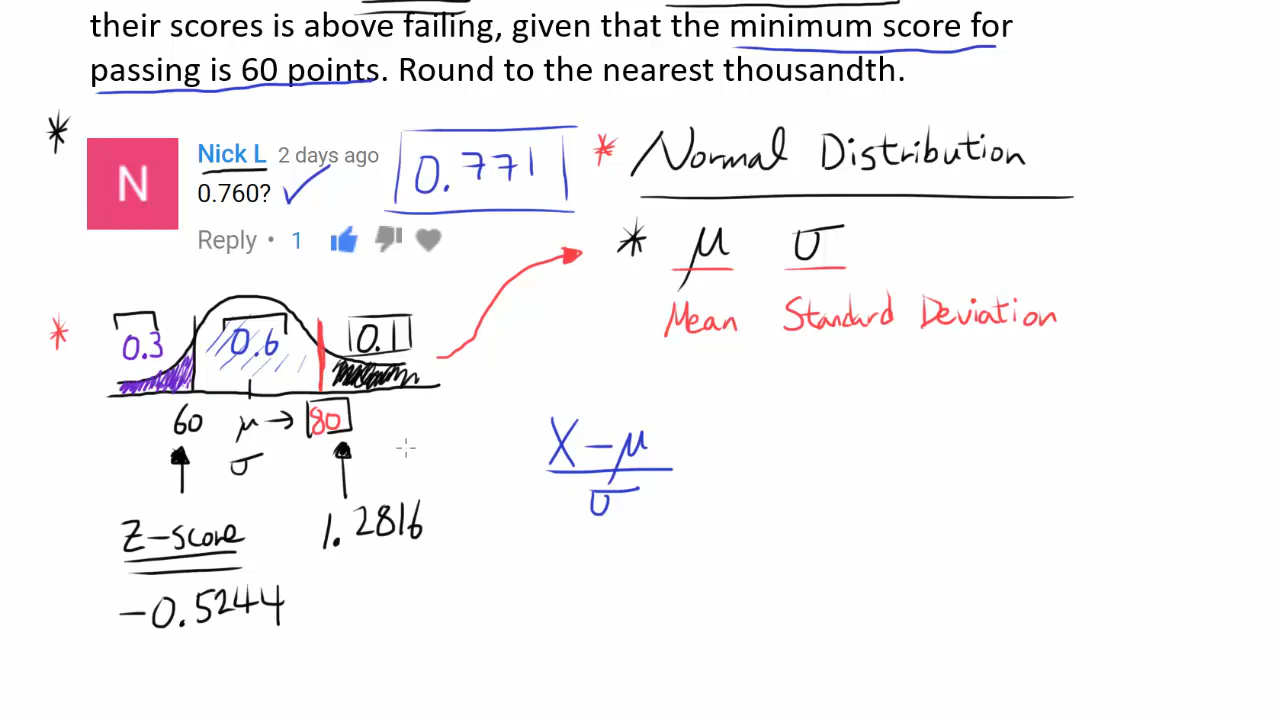 their scores is above failing, given that the minimum score for
passing is 60 points. Round to the nearest thousandth.
* N Nick L 2 days ago
0.760? ✓
0.771
Reply • 1
* Normal Distribution
* μ σ
Mean Standard Deviation
* 0.3 0.6 0.1
60 μ → 80
σ
Z-score
-0.5244
1.2816
X - μ
σ